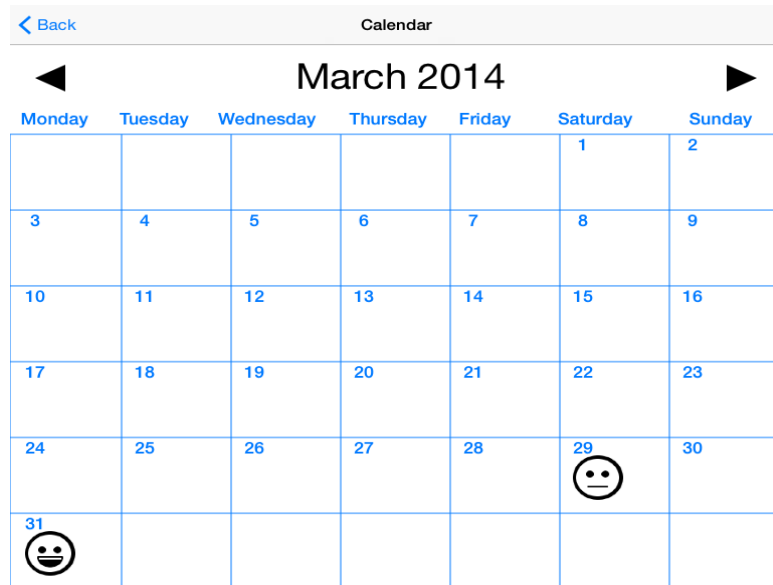 Back Calendar
March 2014
Monday Tuesday Wednesday Thursday Friday Saturday Sunday
1 2
3 4 5 6 7 8 9
10 11 12 13 14 15 16
17 18 19 20 21 22 23
24 25 26 27 28 29 30
31